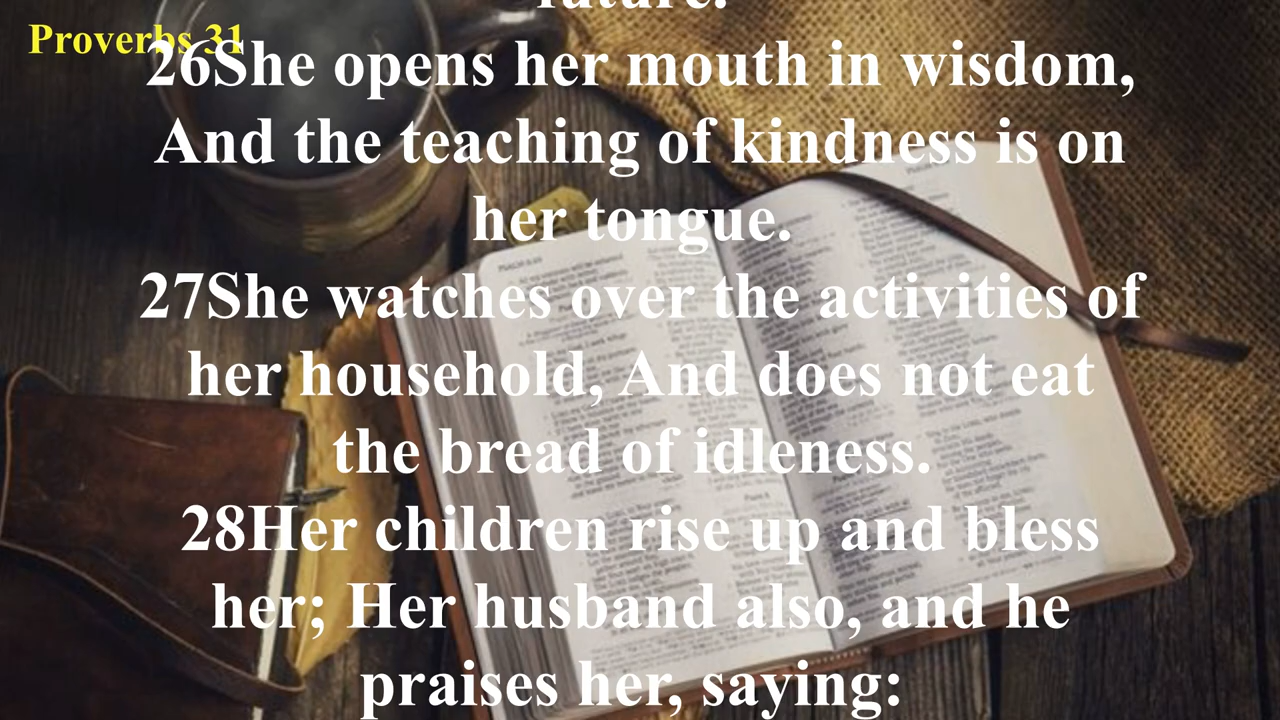 future.
Proverbs 31
26She opens her mouth in wisdom,
And the teaching of kindness is on
her tongue.
27She watches over the activities of
her household, And does not eat
the bread of idleness.
28Her children rise up and bless
her; Her husband also, and he
praises her, saying: